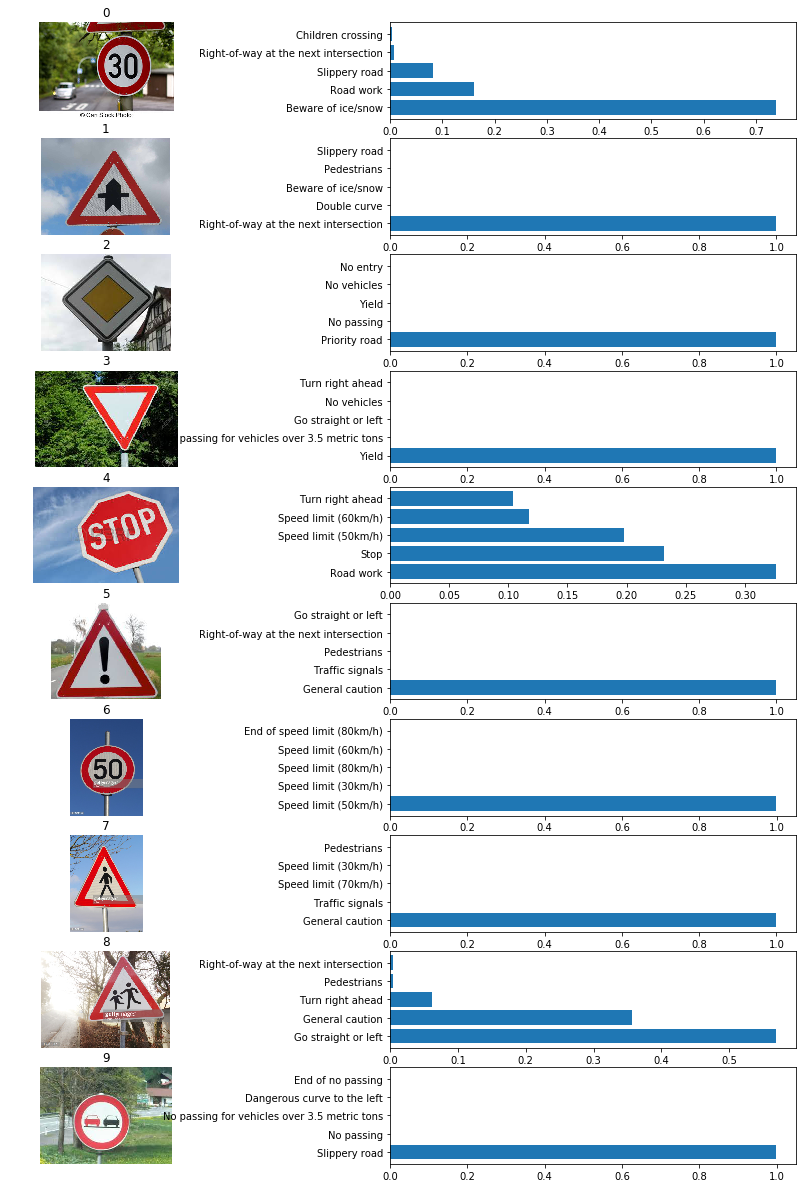 0
30
© Can Stock Photo
Children crossing
Right-of-way at the next intersection
Slippery road
Road work
Beware of ice/snow
0.0 0.1 0.2 0.3 0.4 0.5 0.6 0.7
1
Slippery road
Pedestrians
Beware of ice/snow
Double curve
Right-of-way at the next intersection
0.0 0.2 0.4 0.6 0.8 1.0
2
No entry
No vehicles
Yield
No passing
Priority road
0.0 0.2 0.4 0.6 0.8 1.0
3
Turn right ahead
No vehicles
Go straight or left
passing for vehicles over 3.5 metric tons
Yield
0.0 0.2 0.4 0.6 0.8 1.0
4
STOP
Turn right ahead
Speed limit (60km/h)
Speed limit (50km/h)
Stop
Road work
0.00 0.05 0.10 0.15 0.20 0.25 0.30
5
Go straight or left
Right-of-way at the next intersection
Pedestrians
Traffic signals
General caution
0.0 0.2 0.4 0.6 0.8 1.0
6
50
End of speed limit (80km/h)
Speed limit (60km/h)
Speed limit (80km/h)
Speed limit (30km/h)
Speed limit (50km/h)
0.0 0.2 0.4 0.6 0.8 1.0
7
Pedestrians
Speed limit (30km/h)
Speed limit (70km/h)
Traffic signals
General caution
0.0 0.2 0.4 0.6 0.8 1.0
8
Right-of-way at the next intersection
Pedestrians
Turn right ahead
General caution
Go straight or left
0.0 0.1 0.2 0.3 0.4 0.5
9
End of no passing
Dangerous curve to the left
No passing for vehicles over 3.5 metric tons
No passing
Slippery road
0.0 0.2 0.4 0.6 0.8 1.0